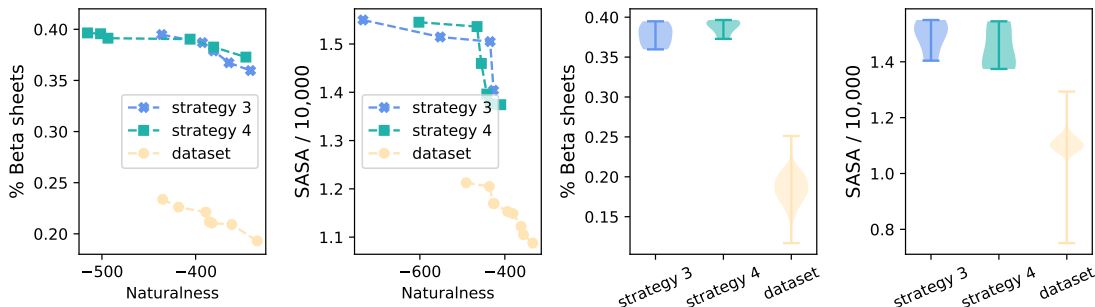 % Beta sheets
0.40
0.35
0.30
0.25
0.20
strategy 3
strategy 4
dataset
−500
−400
Naturalness
SASA / 10,000
1.5
1.4
1.3
1.2
1.1
strategy 3
strategy 4
dataset
−600
−400
Naturalness
% Beta sheets
0.40
0.35
0.30
0.25
0.20
0.15
strategy 3
strategy 4
dataset
SASA / 10,000
1.4
1.2
1.0
0.8
strategy 3
strategy 4
dataset